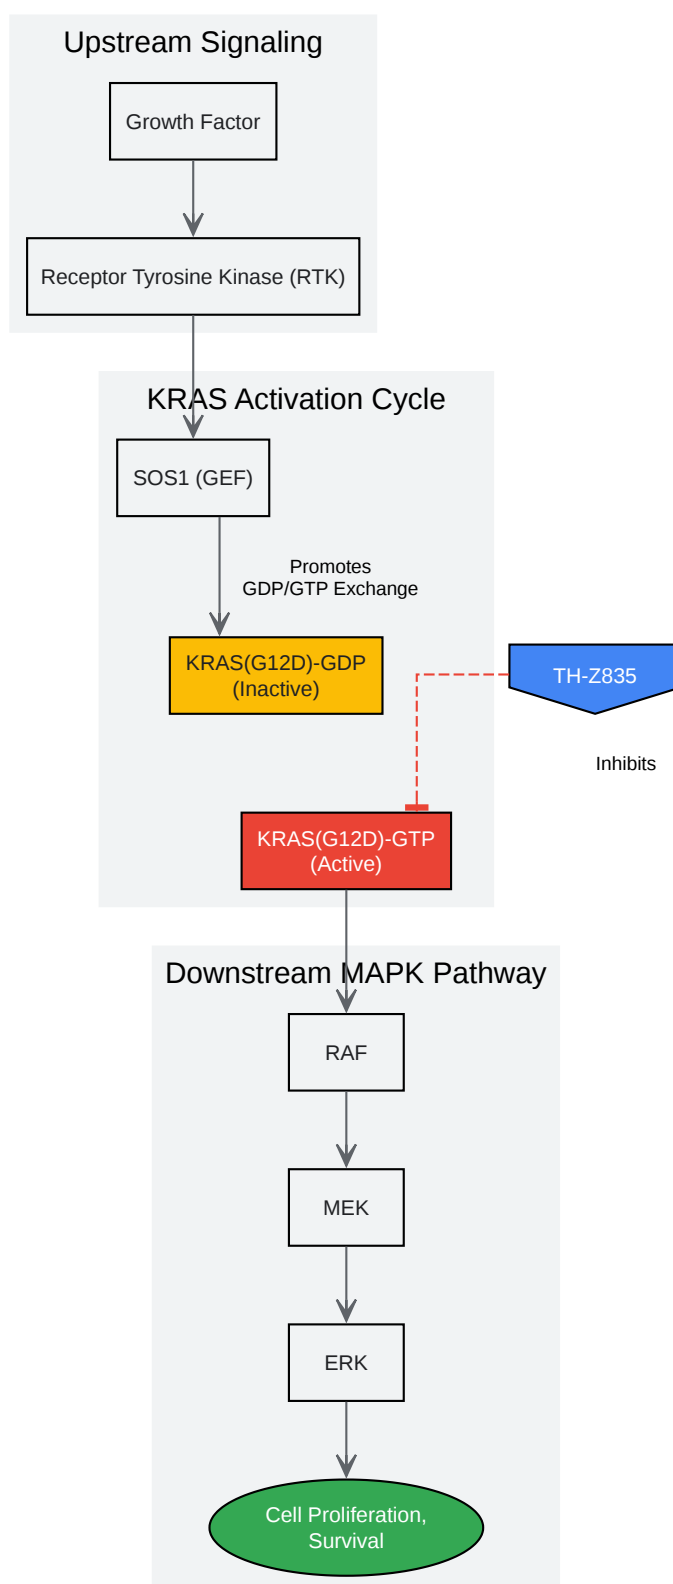 Upstream Signaling
Growth Factor
Receptor Tyrosine Kinase (RTK)
KRAS Activation Cycle
SOS1 (GEF)
Promotes
GDP/GTP Exchange
KRAS(G12D)-GDP
(Inactive)
TH-Z835
Inhibits
KRAS(G12D)-GTP
(Active)
Downstream MAPK Pathway
RAF
MEK
ERK
Cell Proliferation,
Survival